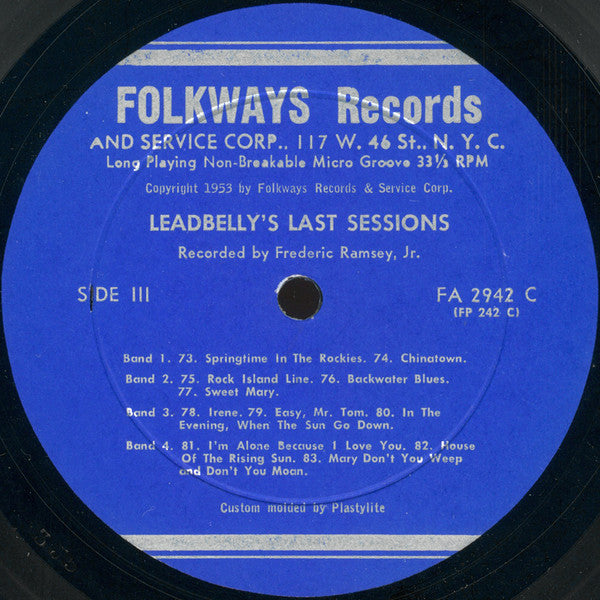 FOLKWAYS Records
AND SERVICE CORP.. 117 W. 46 St.. N. Y. C.
Long Playing Non-Breakable Micro Groove 33⅓ RPM
Copyright 1953 by Folkways Records & Service Corp.
LEADBELLY'S LAST SESSIONS
Recorded by Frederic Ramsey, Jr.
SIDE III
FA 2942 C
(FP 242 C)
Band 1. 73. Springtime In The Rockies. 74. Chinatown.
Band 2. 75. Rock Island Line. 76. Backwater Blues.
77. Sweet Mary.
Band 3. 78. Irene. 79. Easy, Mr. Tom. 80. In The
Evening, When The Sun Go Down.
Band 4. 81. I'm Alone Because I Love You. 82. House
Of The Rising Sun. 83. Mary Don't You Weep
and Don't You Moan.
Custom molded by Plastylite